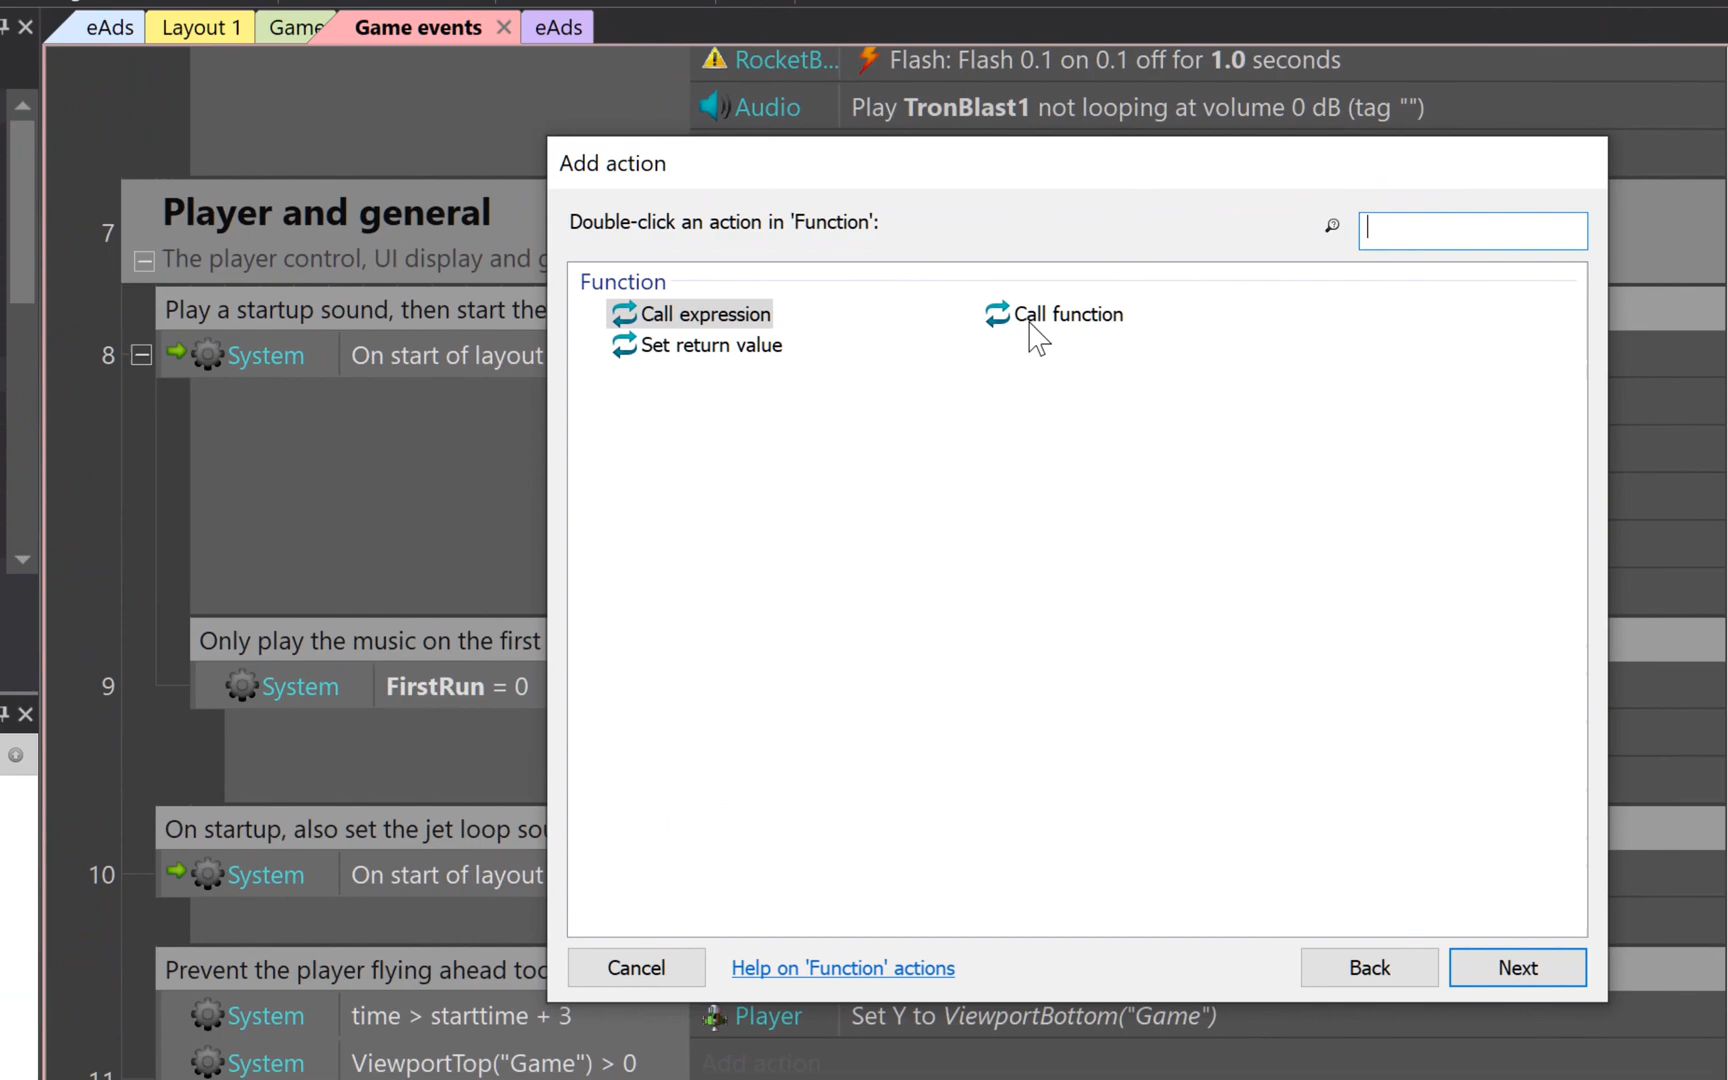 eAds
Layout 1
Game
Game events
eAds
RocketB...
Flash: Flash 0.1 on 0.1 off for 1.0 seconds
Audio
Play TronBlast1 not looping at volume 0 dB (tag "")
Add action
Double-click an action in 'Function':
Function
Call expression
Call function
Set return value
7
Player and general
The player control, UI display and g
Play a startup sound, then start the
8
System
On start of layout
Only play the music on the first
9
System
FirstRun = 0
On startup, also set the jet loop sou
10
System
On start of layout
Cancel
Help on 'Function' actions
Back
Next
Prevent the player flying ahead too
System
time > starttime + 3
Player
Set Y to ViewportBottom("Game")
11
System
ViewportTop("Game") > 0
Add action